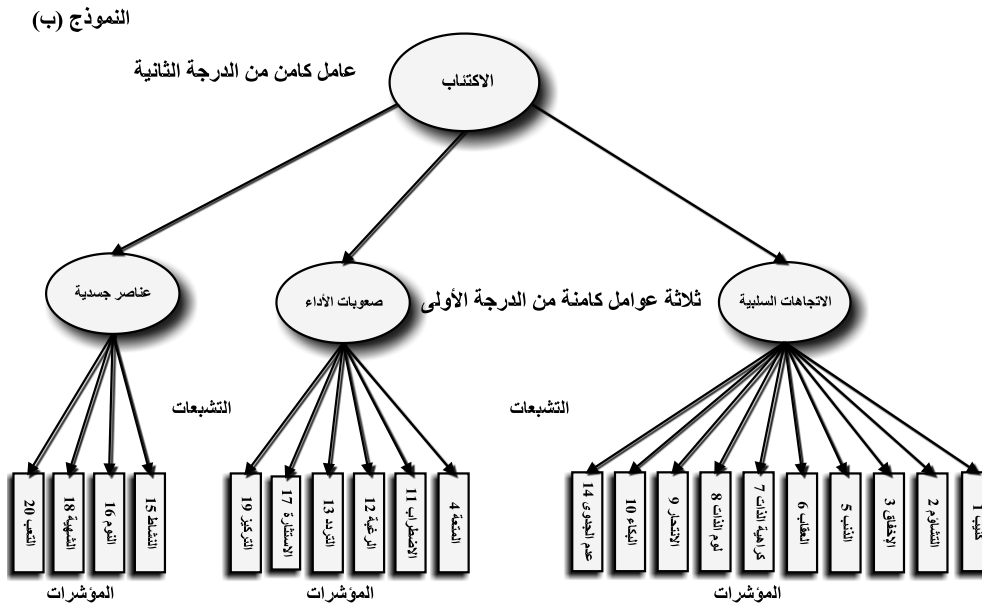 النموذج (ب)
عامل كامن من الدرجة الثانية
الاكتئاب
ثلاثة عوامل كامنة من الدرجة الأولى
الاتجاهات السلبية
صعوبات الأداء
عناصر جسدية
التشبعات
التشبعات
كئيب 1
التشاؤم 2
الإخفاق 3
الذنب 5
العقاب 6
كراهية الذات 7
لوم الذات 8
الانتحار 9
البكاء 10
عدم الجدوى 14
المتعة 4
الاضطراب 11
الرغبة 12
التردد 13
الاستثارة 17
التركيز 19
النشاط 15
النوم 16
الشهية 18
التعب 20
المؤشرات
المؤشرات
المؤشرات